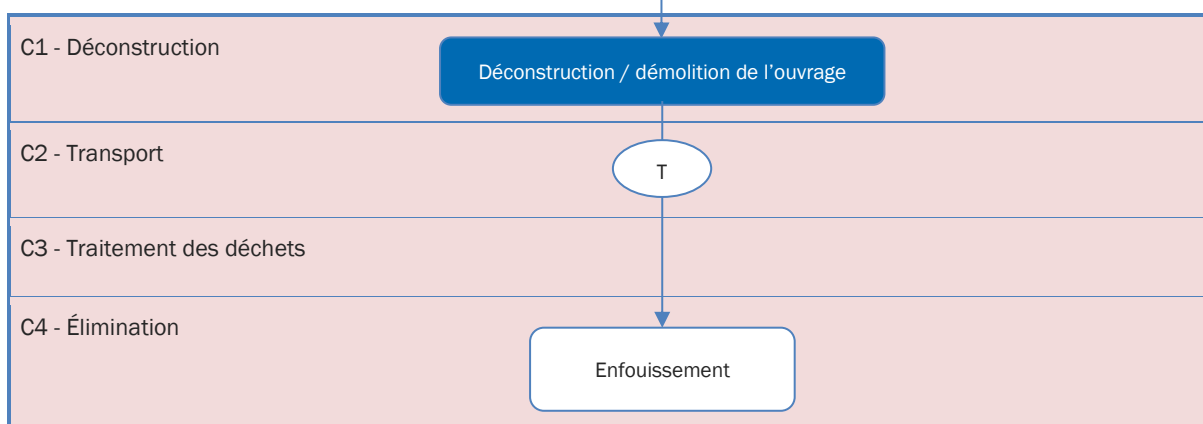 C1 - Déconstruction
Déconstruction / démolition de l’ouvrage
C2 - Transport
T
C3 - Traitement des déchets
C4 - Élimination
Enfouissement